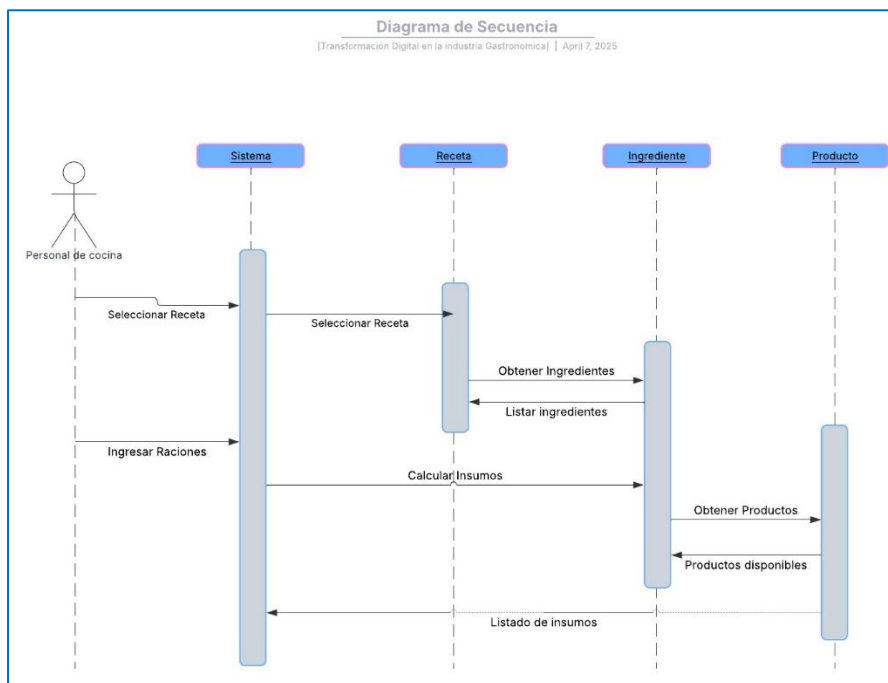 Diagrama de Secuencia
[Transformación Digital en la industria Gastronomica] | April 7, 2025
Sistema
Receta
Ingrediente
Producto
Personal de cocina
Seleccionar Receta
Seleccionar Receta
Obtener Ingredientes
Listar ingredientes
Ingresar Raciones
Calcular Insumos
Obtener Productos
Productos disponibles
Listado de insumos